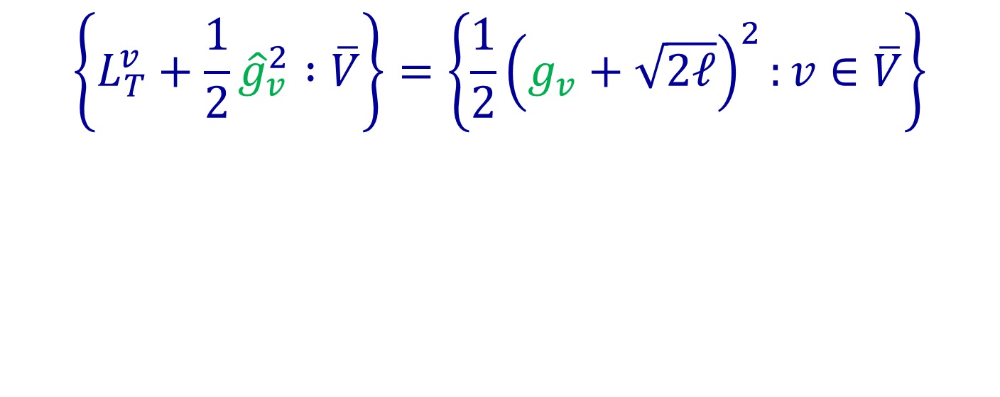 {L_T^v + 1/2 ĝ_v^2 : V̄} = {1/2 (g_v + √(2ℓ))^2 : v ∈ V̄}